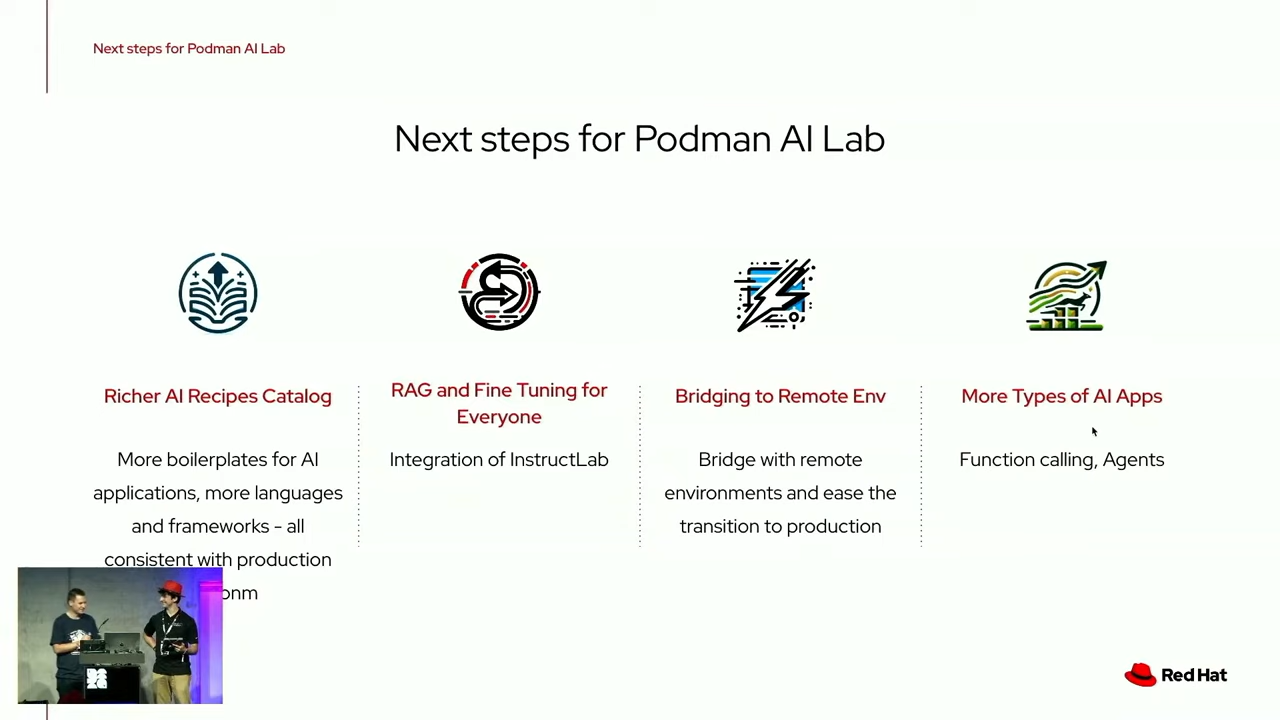 Next steps for Podman AI Lab
Next steps for Podman AI Lab
Richer AI Recipes Catalog
More boilerplates for AI
applications, more languages
and frameworks - all
consistent with production
onm
RAG and Fine Tuning for
Everyone
Integration of InstructLab
Bridging to Remote Env
Bridge with remote
environments and ease the
transition to production
More Types of AI Apps
Function calling, Agents
Red Hat